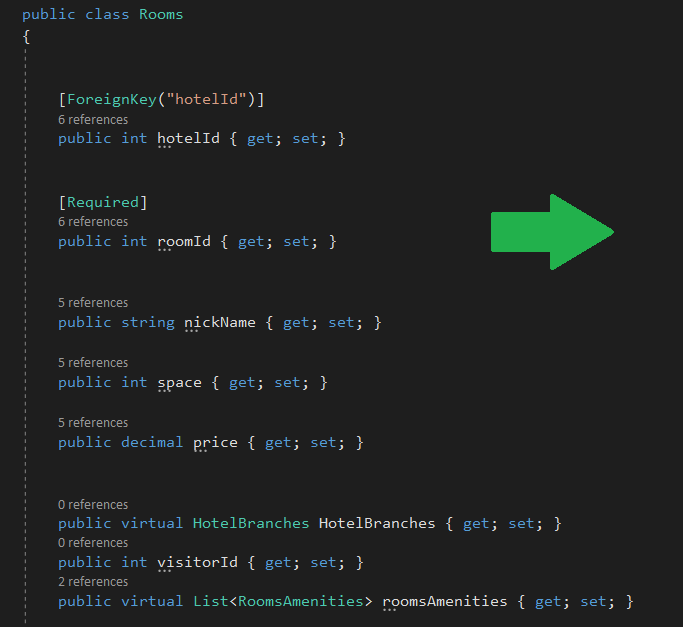 public class Rooms
{
[ForeignKey("hotelId")]
6 references
public int hotelId { get; set; }
[Required]
6 references
public int roomId { get; set; }
5 references
public string nickName { get; set; }
5 references
public int space { get; set; }
5 references
public decimal price { get; set; }
0 references
public virtual HotelBranches HotelBranches { get; set; }
0 references
public int visitorId { get; set; }
2 references
public virtual List<RoomsAmenities> roomsAmenities { get; set; }